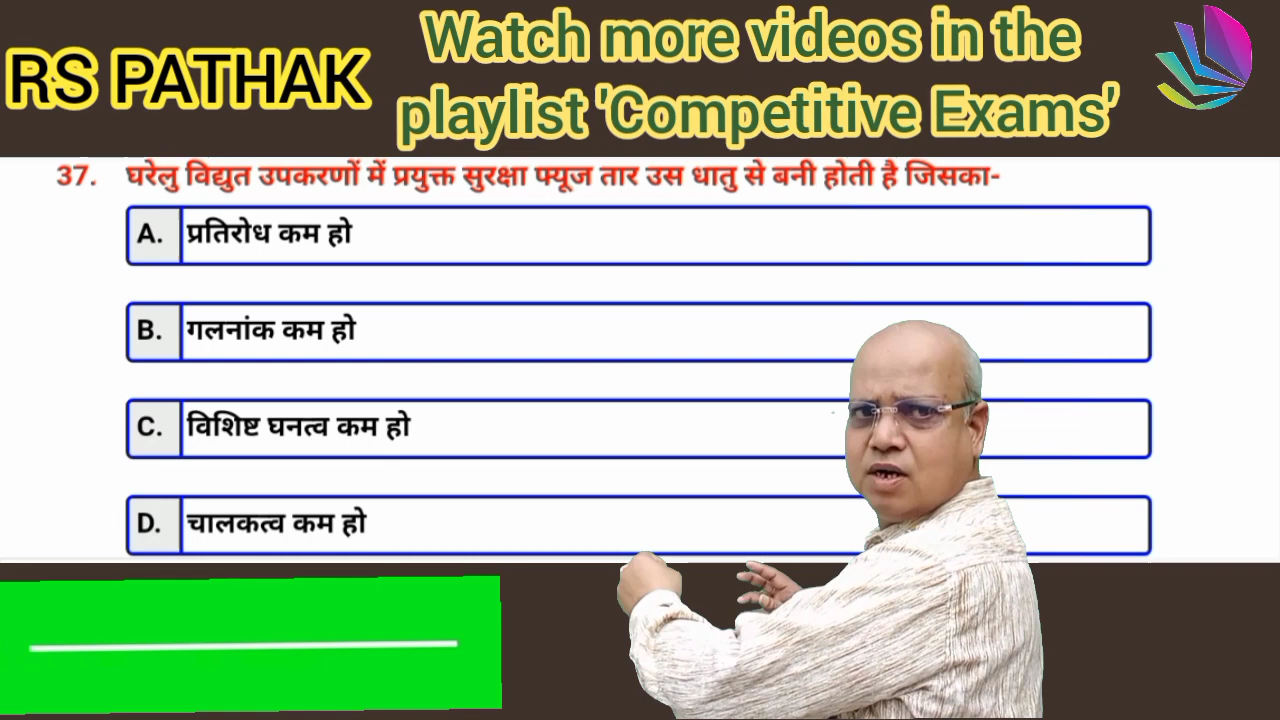 RS PATHAK
Watch more videos in the
playlist 'Competitive Exams'
37. घरेलु विद्युत उपकरणों में प्रयुक्त सुरक्षा फ्यूज तार उस धातु से बनी होती है जिसका-
A. प्रतिरोध कम हो
B. गलनांक कम हो
C. विशिष्ट घनत्व कम हो
D. चालकत्व कम हो